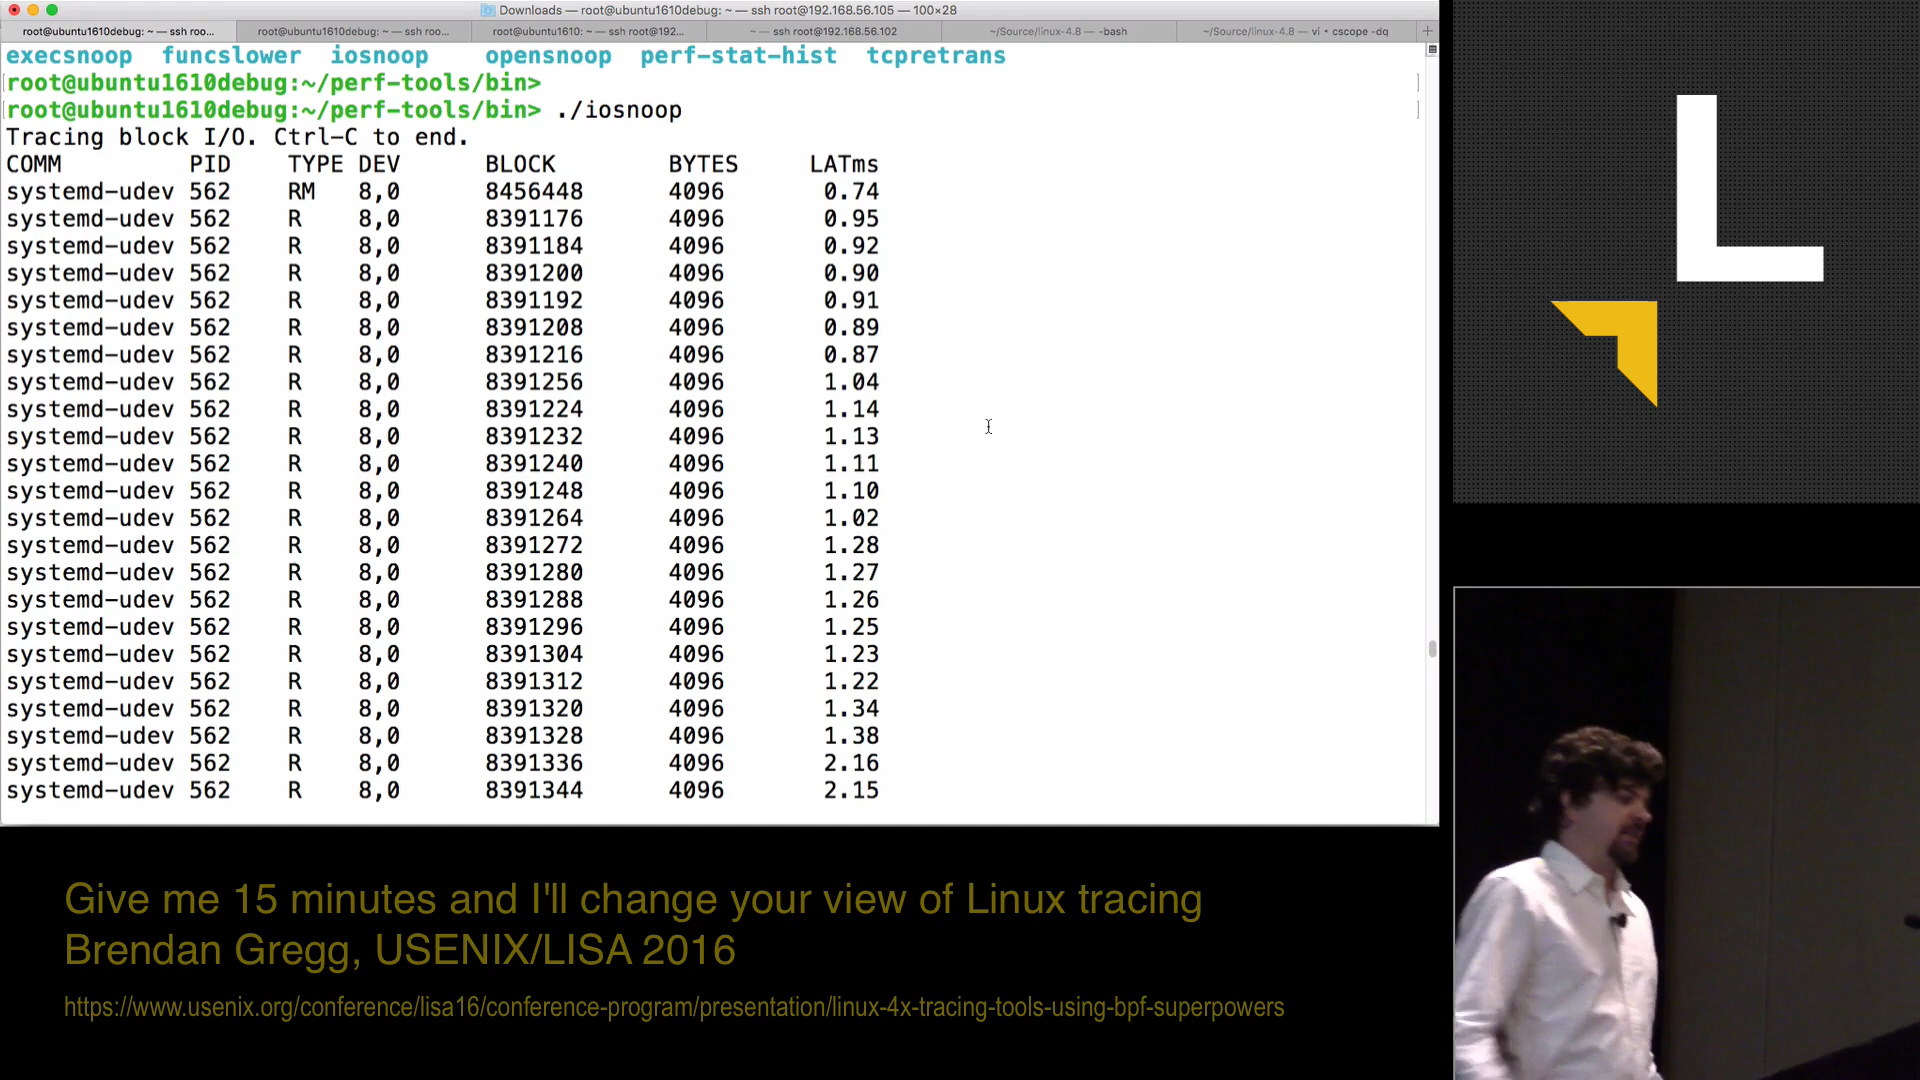 Downloads — root@ubuntu1610debug: ~ — ssh root@192.168.56.105 — 100×28
root@ubuntu1610debug: ~ — ssh roo... root@ubuntu1610debug: ~ — ssh roo... root@ubuntu1610: ~ — ssh root@192... ~ — ssh root@192.168.56.102 ~/Source/linux-4.8 — -bash ~/Source/linux-4.8 — vi • cscope -dq +
execsnoop funcslower iosnoop opensnoop perf-stat-hist tcpretrans
root@ubuntu1610debug:~/perf-tools/bin>
root@ubuntu1610debug:~/perf-tools/bin> ./iosnoop
Tracing block I/O. Ctrl-C to end.
COMM PID TYPE DEV BLOCK BYTES LATms
systemd-udev 562 RM 8,0 8456448 4096 0.74
systemd-udev 562 R 8,0 8391176 4096 0.95
systemd-udev 562 R 8,0 8391184 4096 0.92
systemd-udev 562 R 8,0 8391200 4096 0.90
systemd-udev 562 R 8,0 8391192 4096 0.91
systemd-udev 562 R 8,0 8391208 4096 0.89
systemd-udev 562 R 8,0 8391216 4096 0.87
systemd-udev 562 R 8,0 8391256 4096 1.04
systemd-udev 562 R 8,0 8391224 4096 1.14
systemd-udev 562 R 8,0 8391232 4096 1.13
systemd-udev 562 R 8,0 8391240 4096 1.11
systemd-udev 562 R 8,0 8391248 4096 1.10
systemd-udev 562 R 8,0 8391264 4096 1.02
systemd-udev 562 R 8,0 8391272 4096 1.28
systemd-udev 562 R 8,0 8391280 4096 1.27
systemd-udev 562 R 8,0 8391288 4096 1.26
systemd-udev 562 R 8,0 8391296 4096 1.25
systemd-udev 562 R 8,0 8391304 4096 1.23
systemd-udev 562 R 8,0 8391312 4096 1.22
systemd-udev 562 R 8,0 8391320 4096 1.34
systemd-udev 562 R 8,0 8391328 4096 1.38
systemd-udev 562 R 8,0 8391336 4096 2.16
systemd-udev 562 R 8,0 8391344 4096 2.15
Give me 15 minutes and I'll change your view of Linux tracing
Brendan Gregg, USENIX/LISA 2016
https://www.usenix.org/conference/lisa16/conference-program/presentation/linux-4x-tracing-tools-using-bpf-superpowers